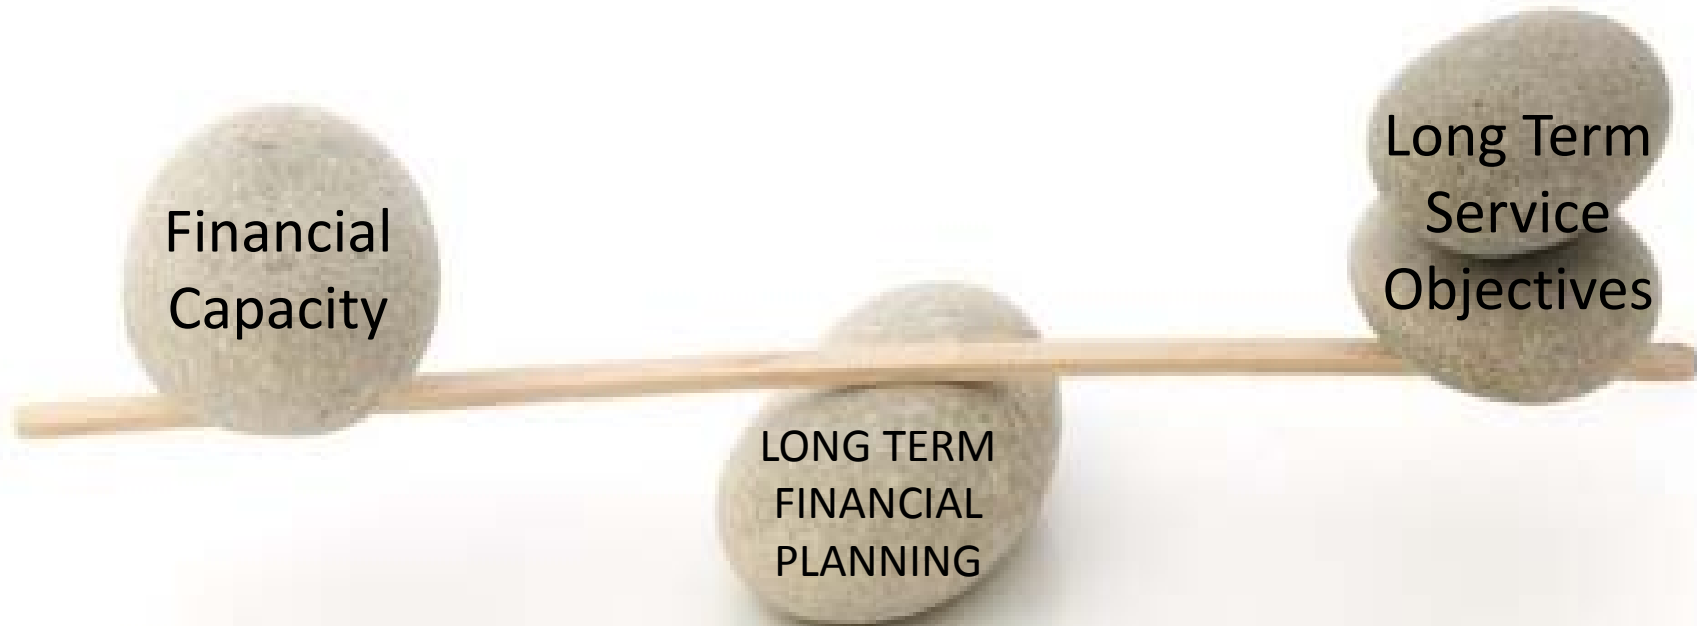 Financial
Capacity
Long Term
Service
Objectives
LONG TERM
FINANCIAL
PLANNING